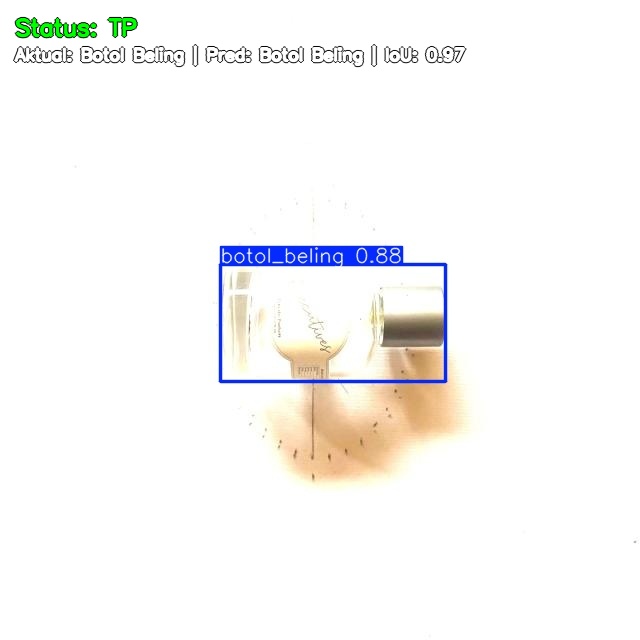 Status: TP
Aktual: Botol Beling | Pred: Botol Beling | IoU: 0.97
botol_beling 0.88